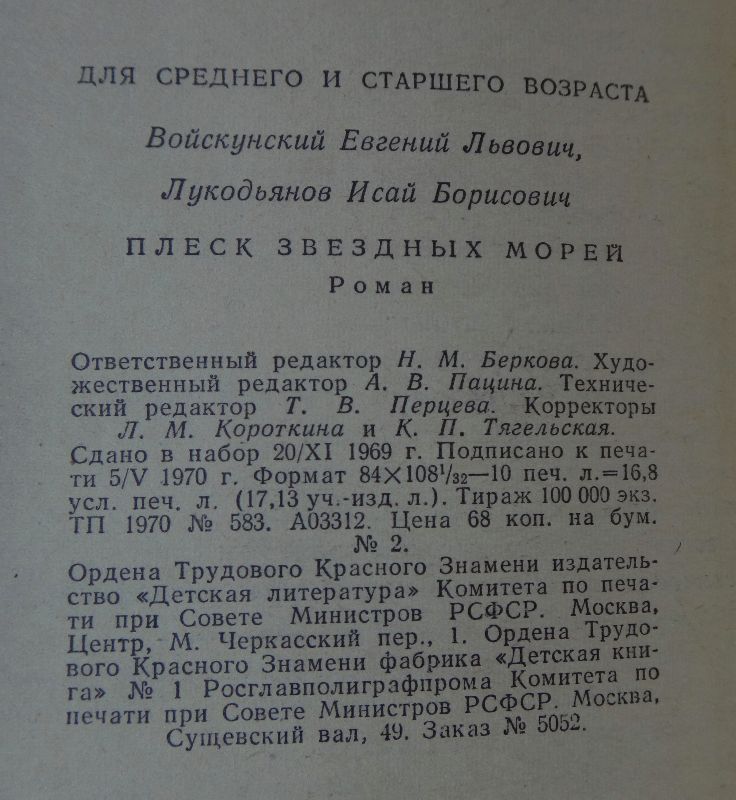 ДЛЯ СРЕДНЕГО И СТАРШЕГО ВОЗРАСТА
Войскунский Евгений Львович,
Лукодьянов Исай Борисович
ПЛЕСК ЗВЕЗДНЫХ МОРЕЙ
Роман
Ответственный редактор Н. М. Беркова. Худо-
жественный редактор А. В. Пацина. Техниче-
ский редактор Т. В. Перцева. Корректоры
Л. М. Короткина и К. П. Тягельская.
Сдано в набор 20/XI 1969 г. Подписано к печа-
ти 5/V 1970 г. Формат 84×108¹/₃₂—10 печ. л.=16,8
усл. печ. л. (17,13 уч.-изд. л.). Тираж 100 000 экз.
ТП 1970 № 583. А03312. Цена 68 коп. на бум.
№ 2.
Ордена Трудового Красного Знамени издатель-
ство «Детская литература» Комитета по печа-
ти при Совете Министров РСФСР. Москва,
Центр, М. Черкасский пер., 1. Ордена Трудо-
вого Красного Знамени фабрика «Детская кни-
га» № 1 Росглавполиграфпрома Комитета по
печати при Совете Министров РСФСР. Москва,
Сущевский вал, 49. Заказ № 5052.